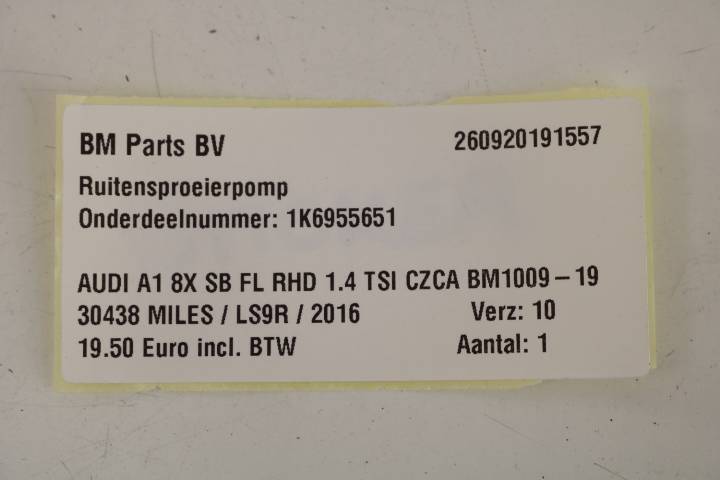 BM Parts BV 260920191557
Ruitensproeierpomp
Onderdeelnummer: 1K6955651
AUDI A1 8X SB FL RHD 1.4 TSI CZCA BM1009-19
30438 MILES / LS9R / 2016 Verz: 10
19.50 Euro incl. BTW Aantal: 1